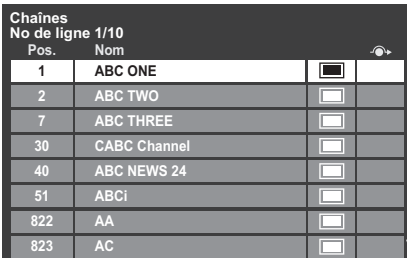 Chaînes
No de ligne 1/10
Pos. Nom
1 ABC ONE
2 ABC TWO
7 ABC THREE
30 CABC Channel
40 ABC NEWS 24
51 ABCi
822 AA
823 AC